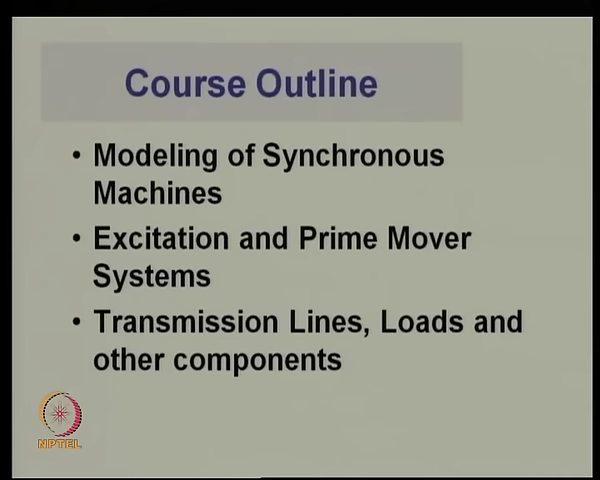 Course Outline
• Modeling of Synchronous
Machines
• Excitation and Prime Mover
Systems
• Transmission Lines, Loads and
other components
NPTEL